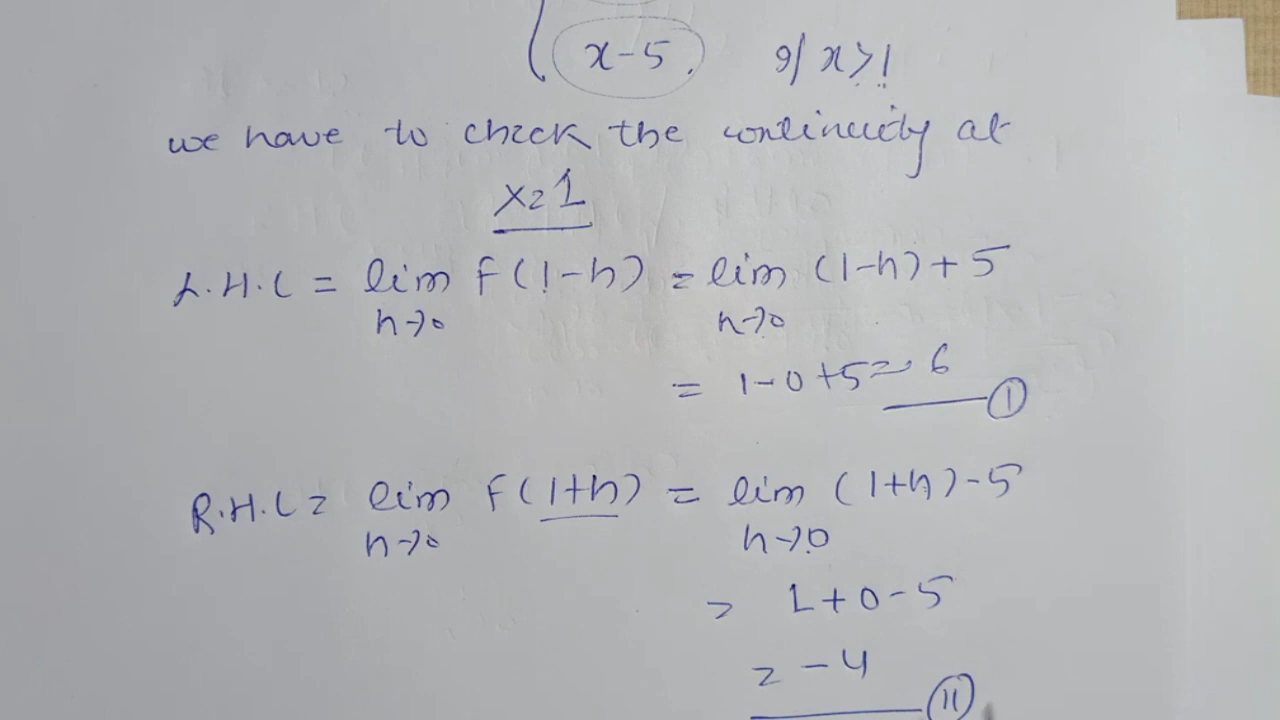 x-5, if x>1
we have to check the continuity at
x=1
L.H.L = lim f(1-h) = lim (1-h)+5
h→0 h→0
= 1-0+5= 6 (I)
R.H.L = lim f(1+h) = lim (1+h)-5
h→0 h→0
= 1+0-5
= -4
(II)